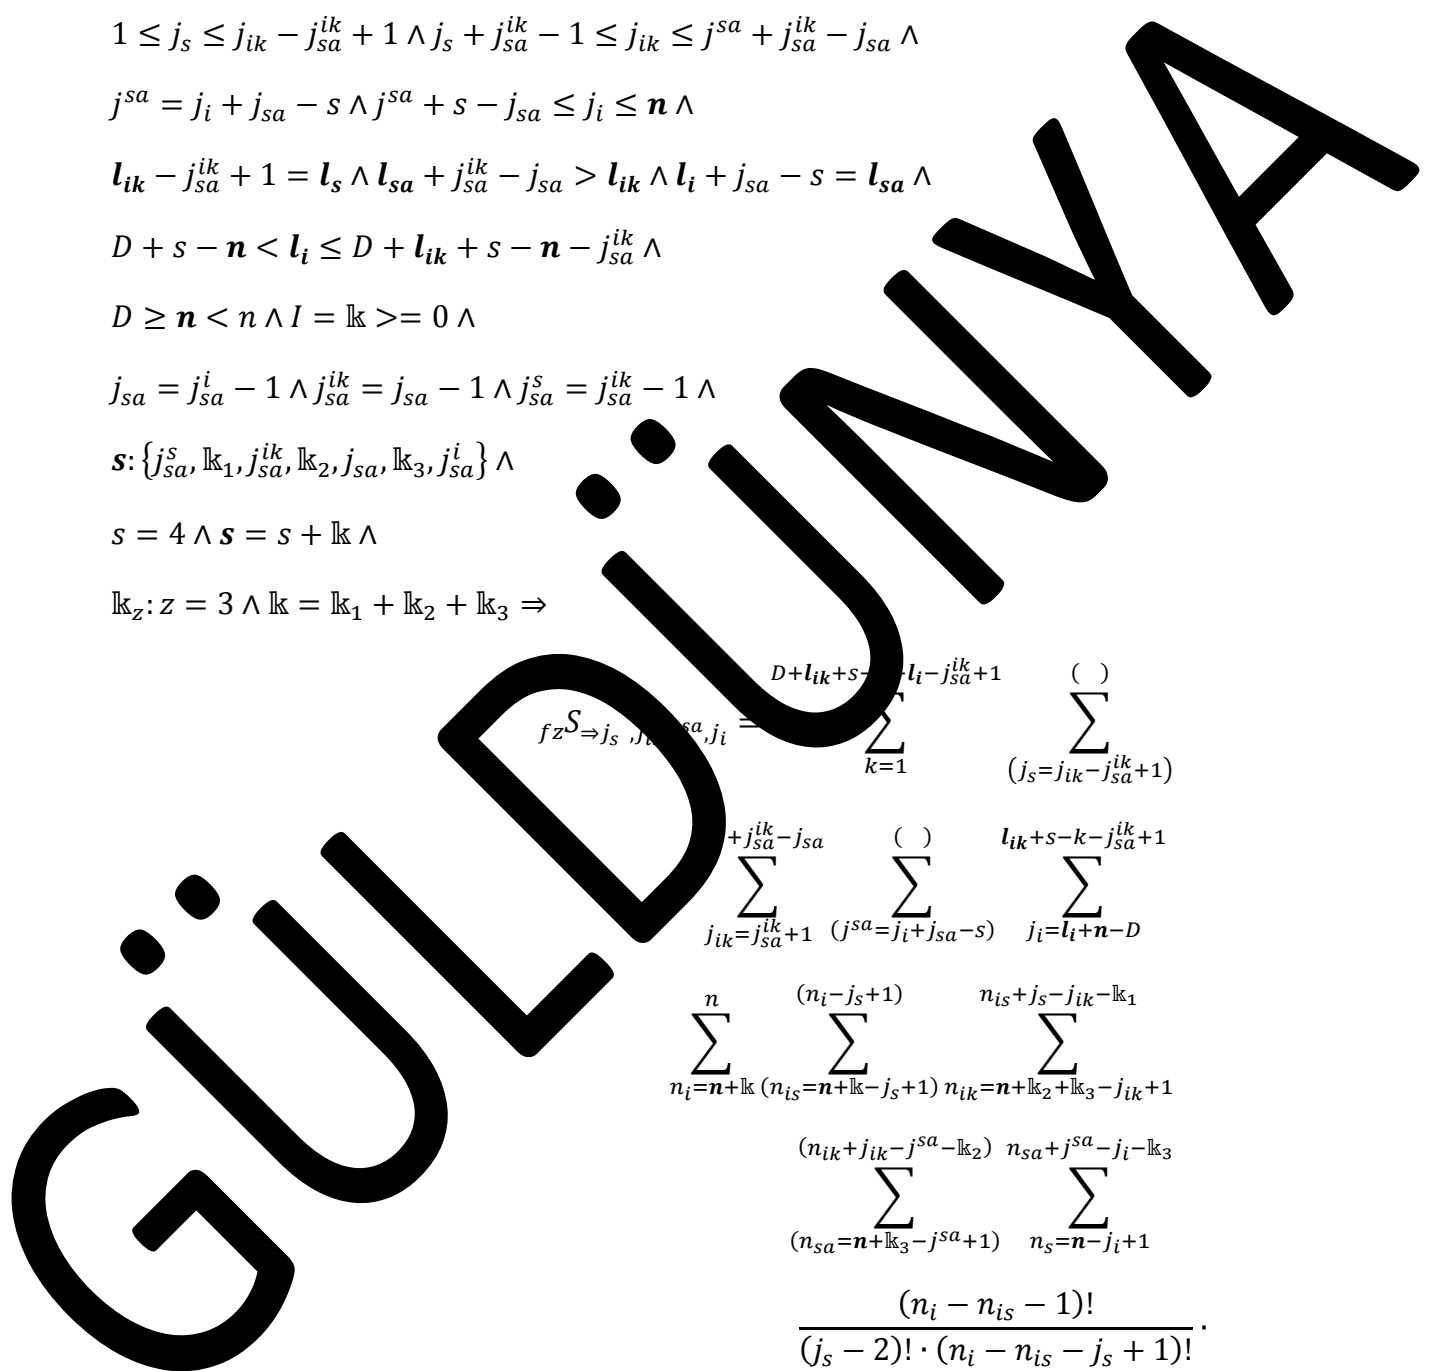 1 ≤ j_s ≤ j_{ik} − j_{sa}^{ik} + 1 ∧ j_s + j_{sa}^{ik} − 1 ≤ j_{ik} ≤ j^{sa} + j_{sa}^{ik} − j_{sa} ∧
j^{sa} = j_i + j_{sa} − s ∧ j^{sa} + s − j_{sa} ≤ j_i ≤ n ∧
l_{ik} − j_{sa}^{ik} + 1 = l_s ∧ l_{sa} + j_{sa}^{ik} − j_{sa} > l_{ik} ∧ l_i + j_{sa} − s = l_{sa} ∧
D + s − n < l_i ≤ D + l_{ik} + s − n − j_{sa}^{ik} ∧
D ≥ n < n ∧ I = 𝕜 >= 0 ∧
j_{sa} = j_{sa}^i − 1 ∧ j_{sa}^{ik} = j_{sa} − 1 ∧ j_{sa}^s = j_{sa}^{ik} − 1 ∧
s: {j_{sa}^s, 𝕜_1, j_{sa}^{ik}, 𝕜_2, j_{sa}, 𝕜_3, j_{sa}^i} ∧
s = 4 ∧ s = s + 𝕜 ∧
𝕜_z: z = 3 ∧ 𝕜 = 𝕜_1 + 𝕜_2 + 𝕜_3 ⇒
D+l_{ik}+s− l_i−j_{sa}^{ik}+1 ( )
{}_{fz}S_{⇒j_s, ,j_i} = ∑ ∑
k=1 (j_s=j_{ik}−j_{sa}^{ik}+1)
+j_{sa}^{ik}−j_{sa} ( ) l_{ik}+s−k−j_{sa}^{ik}+1
∑ ∑ ∑
j_{ik}=j_{sa}^{ik}+1 (j^{sa}=j_i+j_{sa}−s) j_i=l_i+n−D
n (n_i−j_s+1) n_{is}+j_s−j_{ik}−𝕜_1
∑ ∑ ∑
n_i=n+𝕜 (n_{is}=n+𝕜−j_s+1) n_{ik}=n+𝕜_2+𝕜_3−j_{ik}+1
(n_{ik}+j_{ik}−j^{sa}−𝕜_2) n_{sa}+j^{sa}−j_i−𝕜_3
∑ ∑
(n_{sa}=n+𝕜_3−j^{sa}+1) n_s=n−j_i+1
(n_i − n_{is} − 1)!
(j_s − 2)! · (n_i − n_{is} − j_s + 1)! ·
GÜLDÜNYA